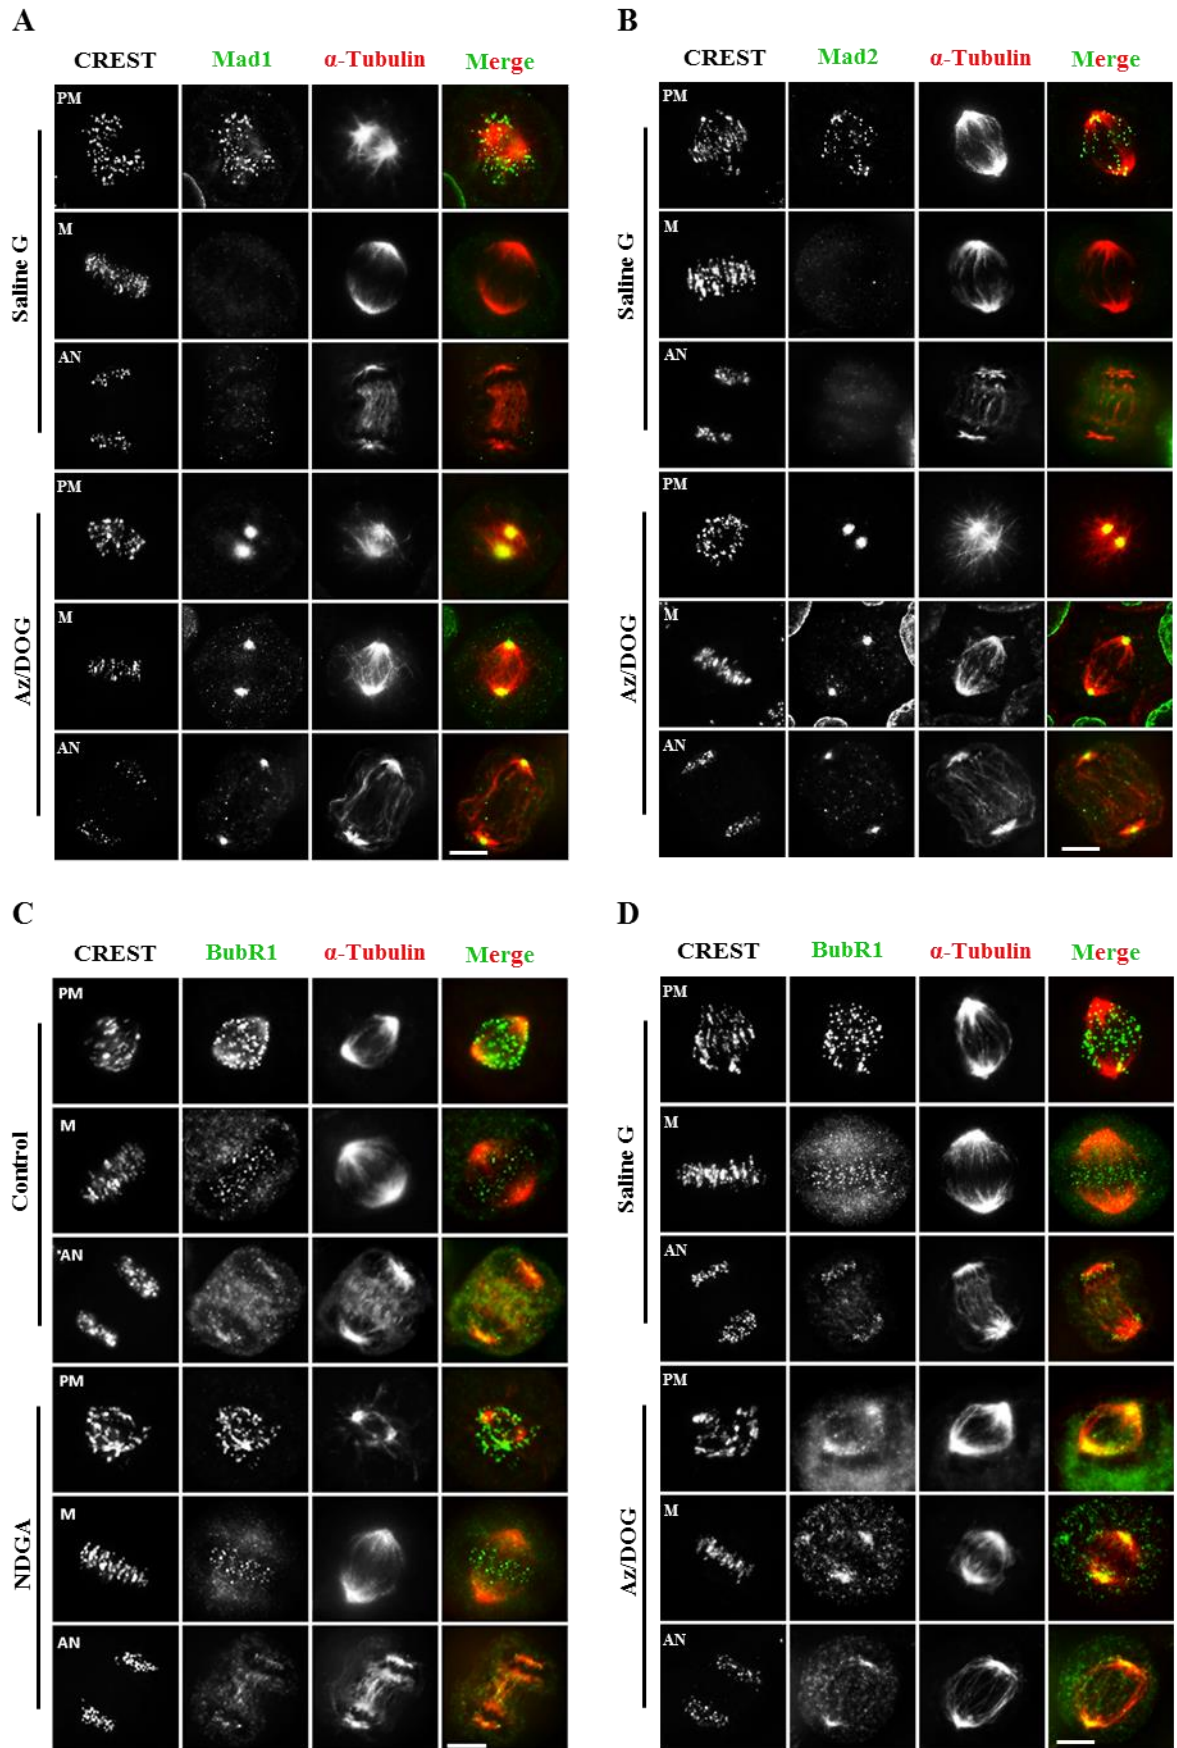 A
CREST Mad1 α-Tubulin Merge
Saline G
PM
M
AN
Az/DOG
PM
M
AN
B
CREST Mad2 α-Tubulin Merge
Saline G
PM
M
AN
Az/DOG
PM
M
AN
C
CREST BubR1 α-Tubulin Merge
Control
PM
M
AN
NDGA
PM
M
AN
D
CREST BubR1 α-Tubulin Merge
Saline G
PM
M
AN
Az/DOG
PM
M
AN